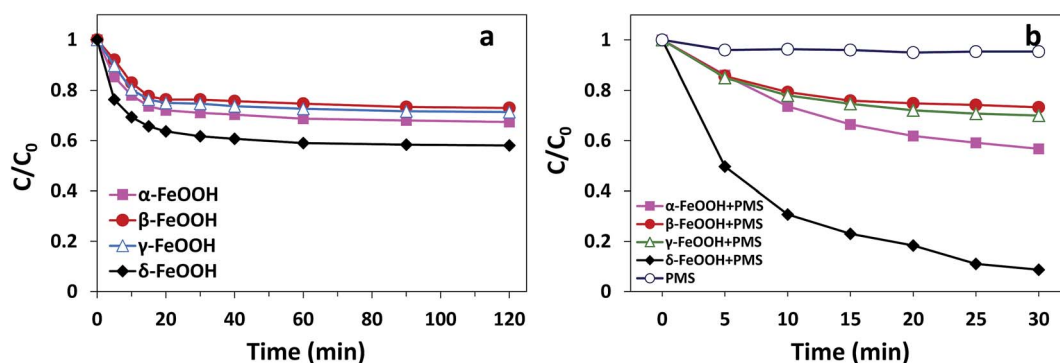 a
C/C₀
1
0.8
0.6
0.4
0.2
0
α-FeOOH
β-FeOOH
γ-FeOOH
δ-FeOOH
0 20 40 60 80 100 120
Time (min)
b
C/C₀
1
0.8
0.6
0.4
0.2
0
α-FeOOH+PMS
β-FeOOH+PMS
γ-FeOOH+PMS
δ-FeOOH+PMS
PMS
0 5 10 15 20 25 30
Time (min)